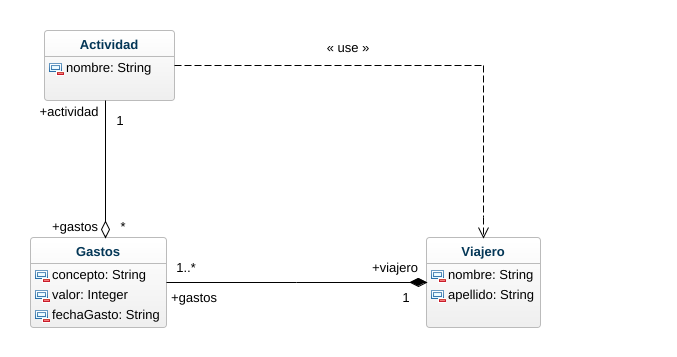 Actividad
nombre: String
« use »
+actividad
1
+gastos
*
Gastos
concepto: String
valor: Integer
fechaGasto: String
1..*
+gastos
+viajero
1
Viajero
nombre: String
apellido: String